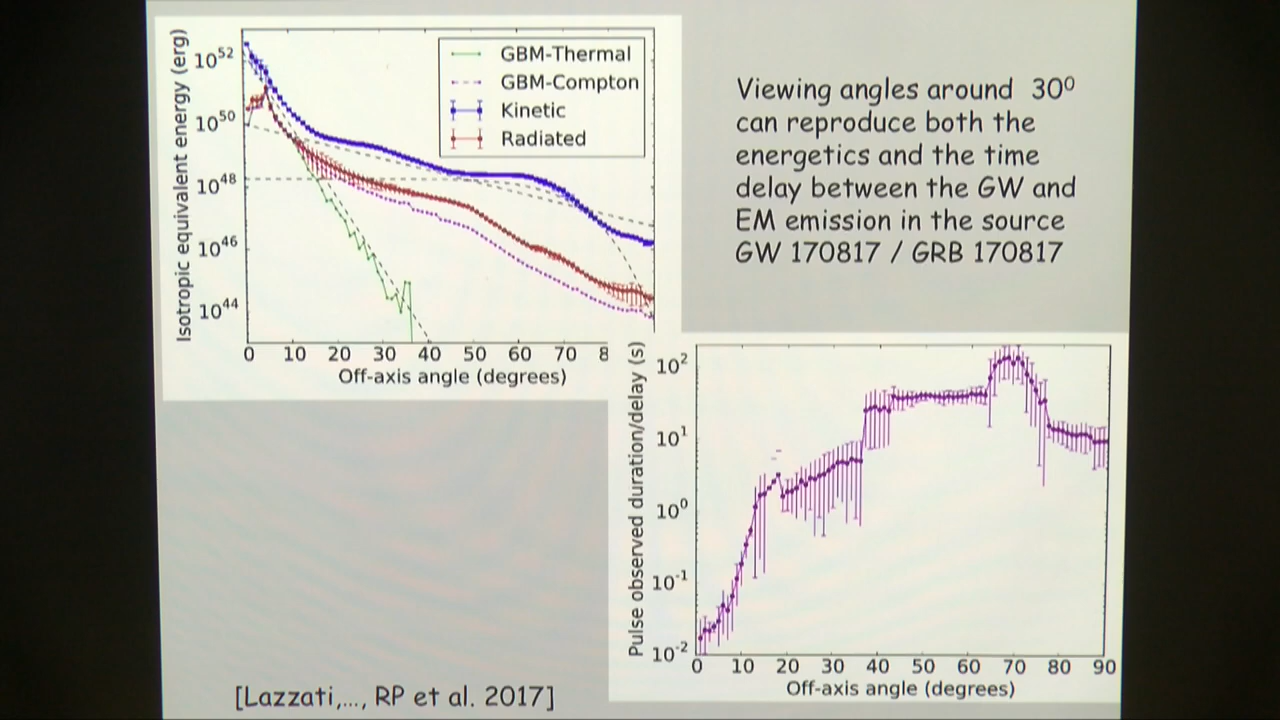 Isotropic equivalent energy (erg)
10^52
10^50
10^48
10^46
10^44
GBM-Thermal
GBM-Compton
Kinetic
Radiated
0 10 20 30 40 50 60 70 8
Off-axis angle (degrees)
Viewing angles around 30⁰
can reproduce both the
energetics and the time
delay between the GW and
EM emission in the source
GW 170817 / GRB 170817
Pulse observed duration/delay (s)
10^2
10^1
10^0
10^-1
10^-2
0 10 20 30 40 50 60 70 80 90
Off-axis angle (degrees)
[Lazzati,..., RP et al. 2017]